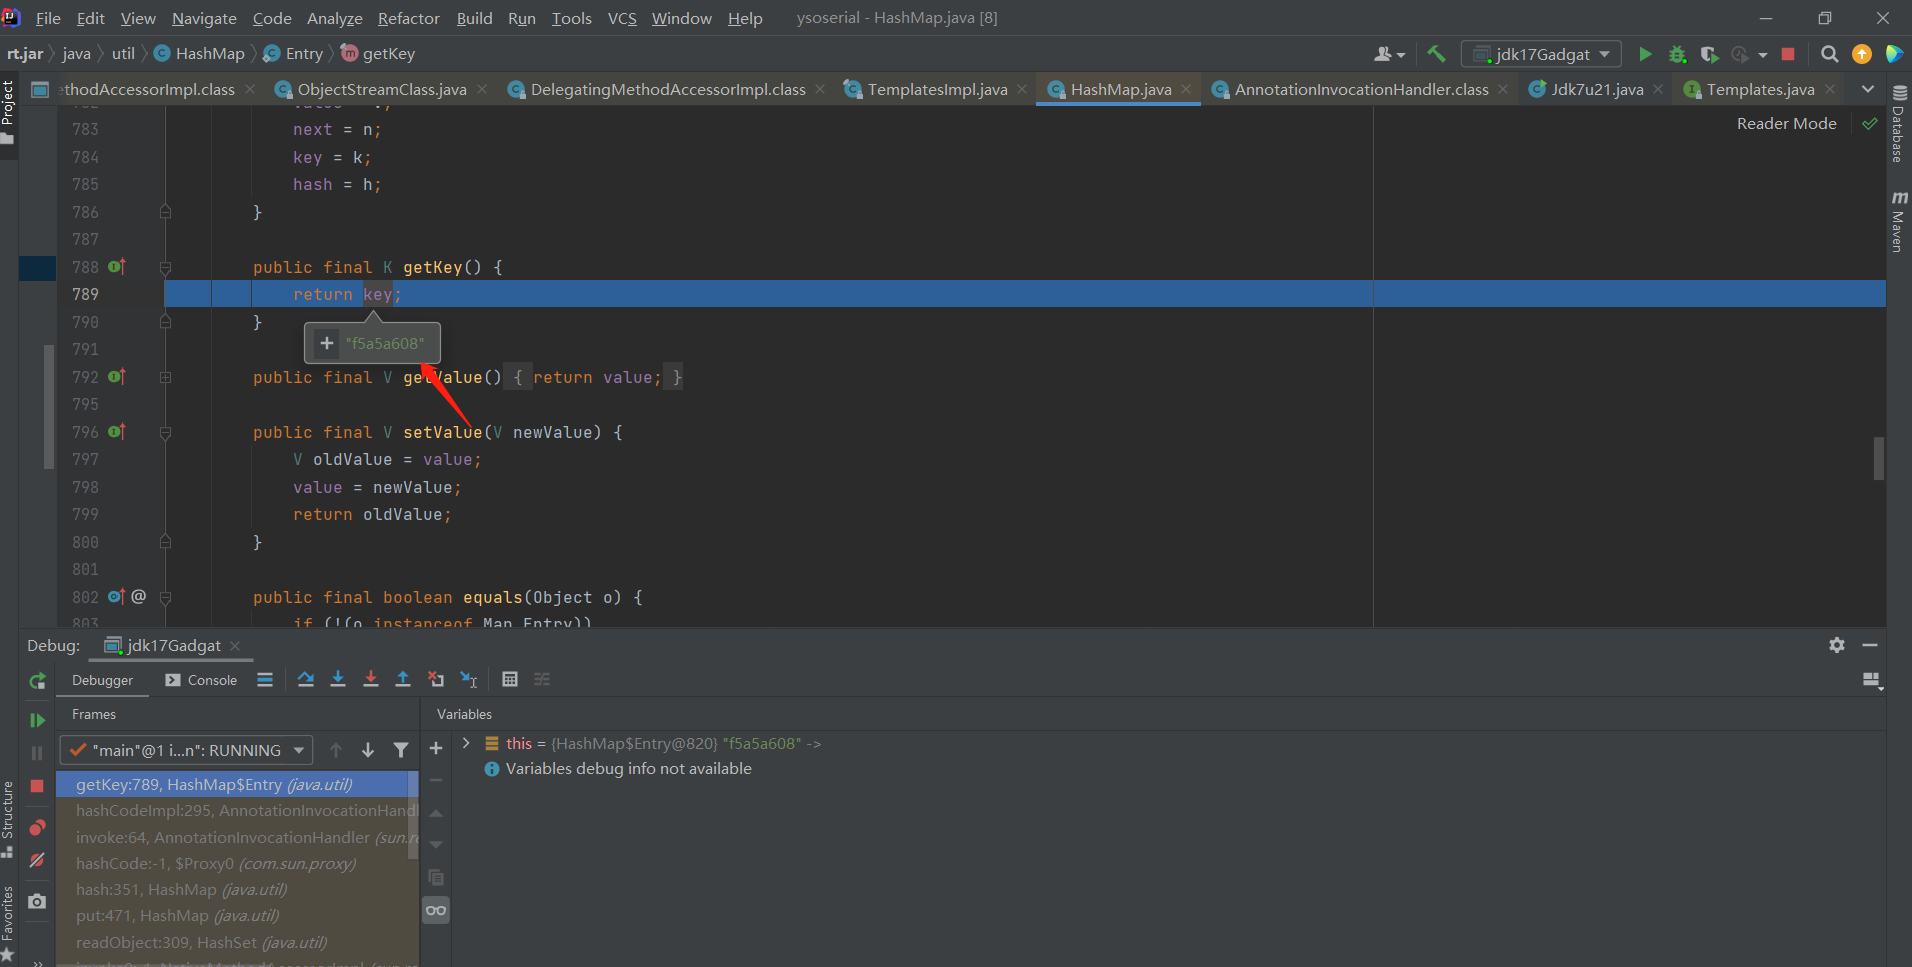 File Edit View Navigate Code Analyze Refactor Build Run Tools VCS Window Help ysoserial - HashMap.java [8]
rt.jar java util HashMap Entry getKey jdk17Gadgat
thodAccessorImpl.class ObjectStreamClass.java DelegatingMethodAccessorImpl.class TemplatesImpl.java HashMap.java AnnotationInvocationHandler.class Jdk7u21.java Templates.java
Reader Mode
783 next = n;
784 key = k;
785 hash = h;
786 }
787
788 public final K getKey() {
789 return key;
790 }
+ "f5a5a608"
791
792 public final V getValue() { return value; }
795
796 public final V setValue(V newValue) {
797 V oldValue = value;
798 value = newValue;
799 return oldValue;
800 }
801
802 @ public final boolean equals(Object o) {
803 if (!(o instanceof Map.Entry))
Project
Structure
Favorites
Database
Maven
Debug: jdk17Gadgat
Debugger Console
Frames
Variables
"main"@1 i...n": RUNNING
this = {HashMap$Entry@820} "f5a5a608" ->
Variables debug info not available
getKey:789, HashMap$Entry (java.util)
hashCodeImpl:295, AnnotationInvocationHandl
invoke:64, AnnotationInvocationHandler (sun.re
hashCode:-1, $Proxy0 (com.sun.proxy)
hash:351, HashMap (java.util)
put:471, HashMap (java.util)
readObject:309, HashSet (java.util)